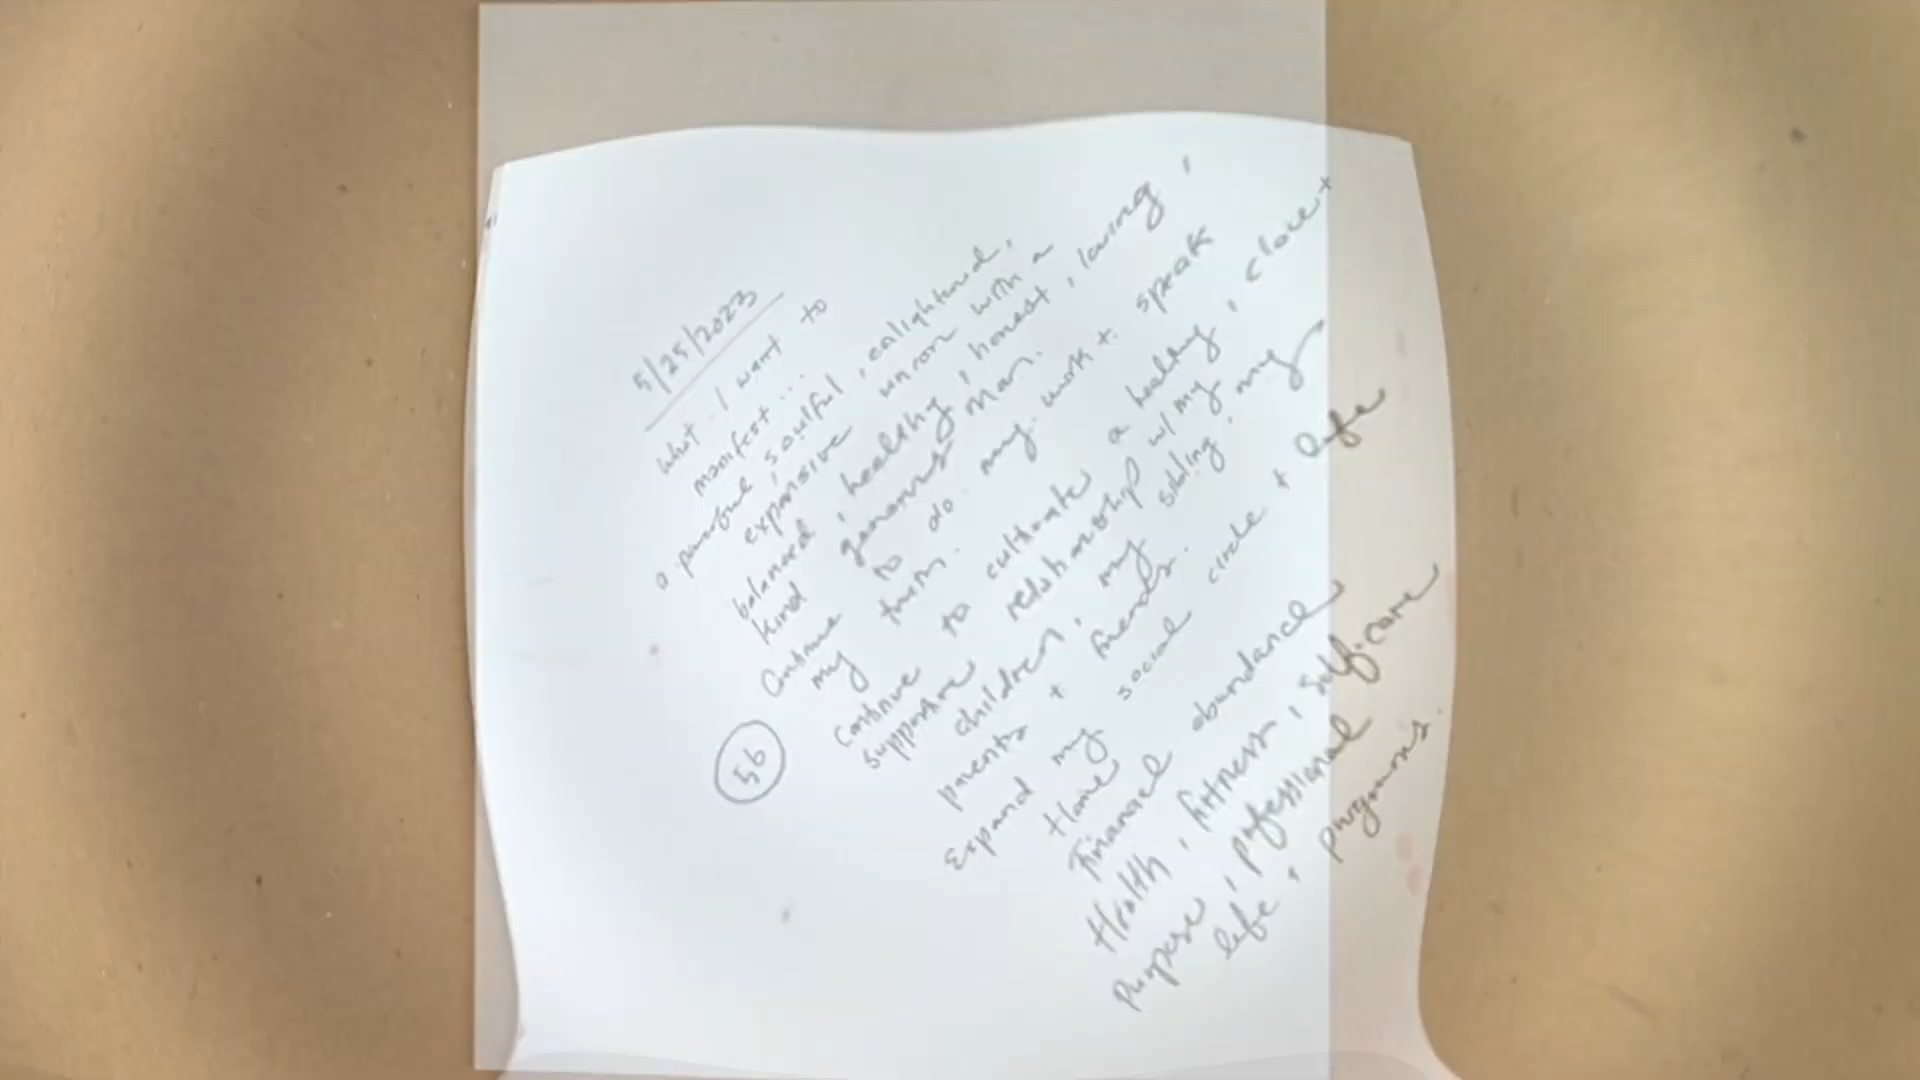 5/25/2023
What I want to
manifest...
a powerful, soulful, enlightened,
expansive union with a
balanced, healthy, honest, loving,
kind generous man.
Continue to do my work + speak
my truth.
Continue to cultivate a healthy, close +
supportive relationship w/ my
children, my sibling, my
parents + friends.
Expand my social circle + life
Home
Financial abundance
Health, fitness, self-care
Purpose, professional
life,
56